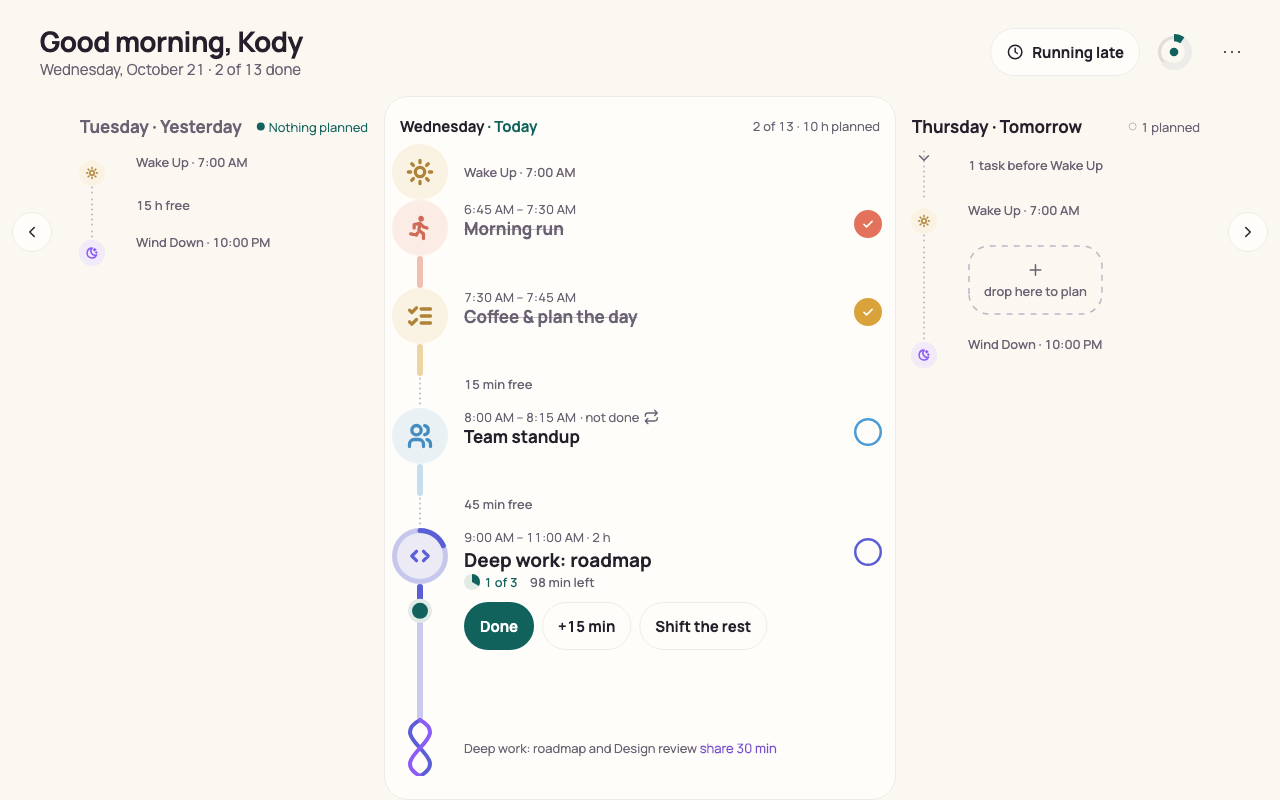 Good morning, Kody
Wednesday, October 21 · 2 of 13 done
Running late
Tuesday · Yesterday
Nothing planned
Wake Up · 7:00 AM
15 h free
Wind Down · 10:00 PM
Wednesday · Today
2 of 13 · 10 h planned
Wake Up · 7:00 AM
6:45 AM – 7:30 AM
Morning run
7:30 AM – 7:45 AM
Coffee & plan the day
15 min free
8:00 AM – 8:15 AM · not done
Team standup
45 min free
9:00 AM – 11:00 AM · 2 h
Deep work: roadmap
1 of 3 98 min left
Done
+15 min
Shift the rest
Deep work: roadmap and Design review share 30 min
Thursday · Tomorrow
1 planned
1 task before Wake Up
Wake Up · 7:00 AM
drop here to plan
Wind Down · 10:00 PM